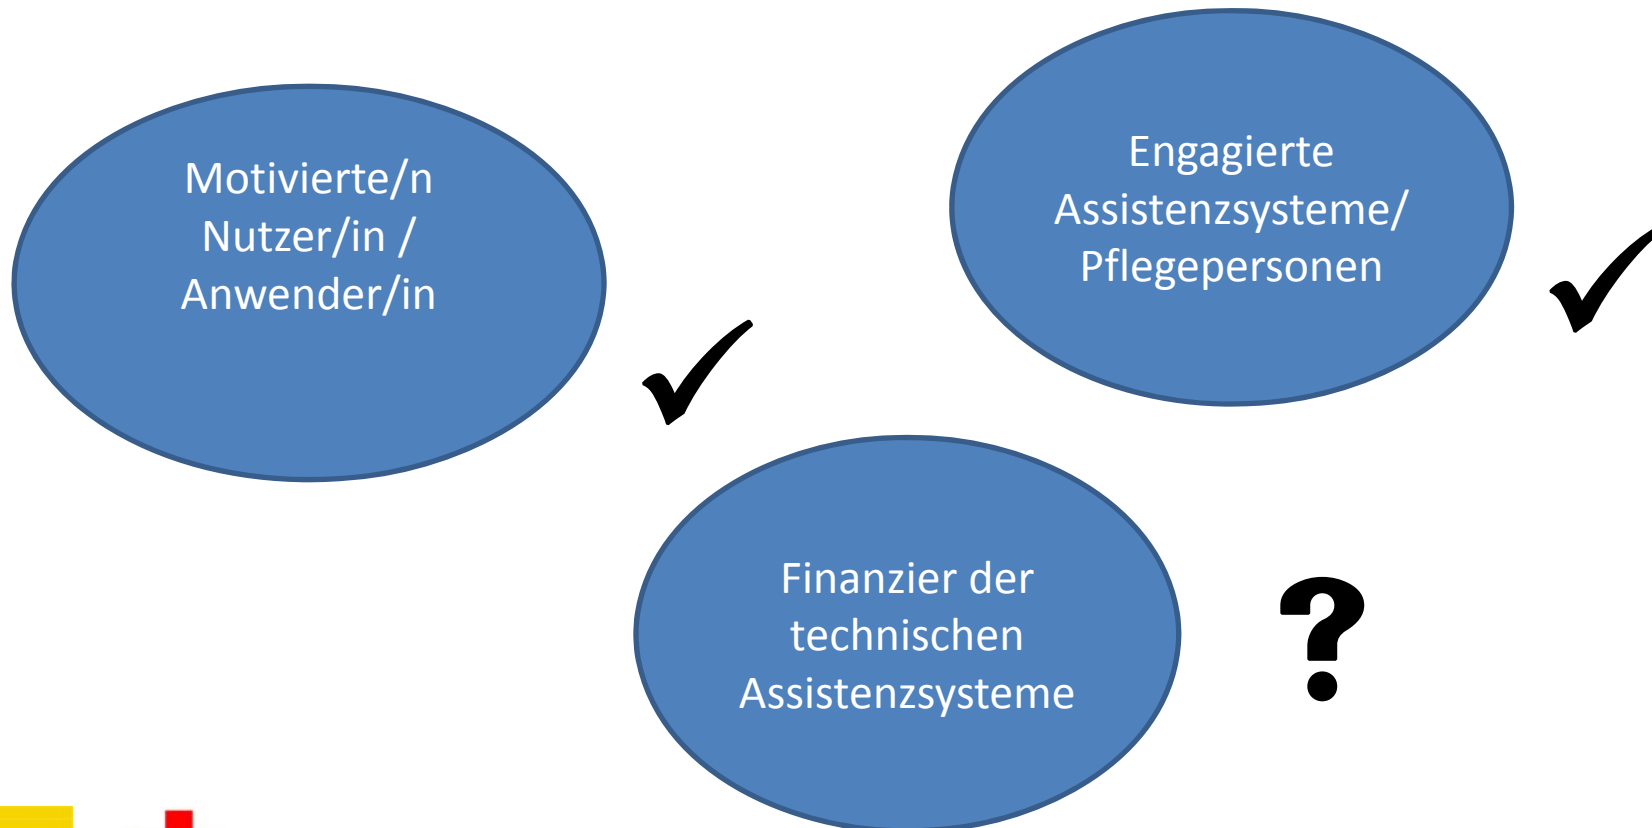 Motivierte/n
Nutzer/in /
Anwender/in
Engagierte
Assistenzsysteme/
Pflegepersonen
Finanzier der
technischen
Assistenzsysteme
?